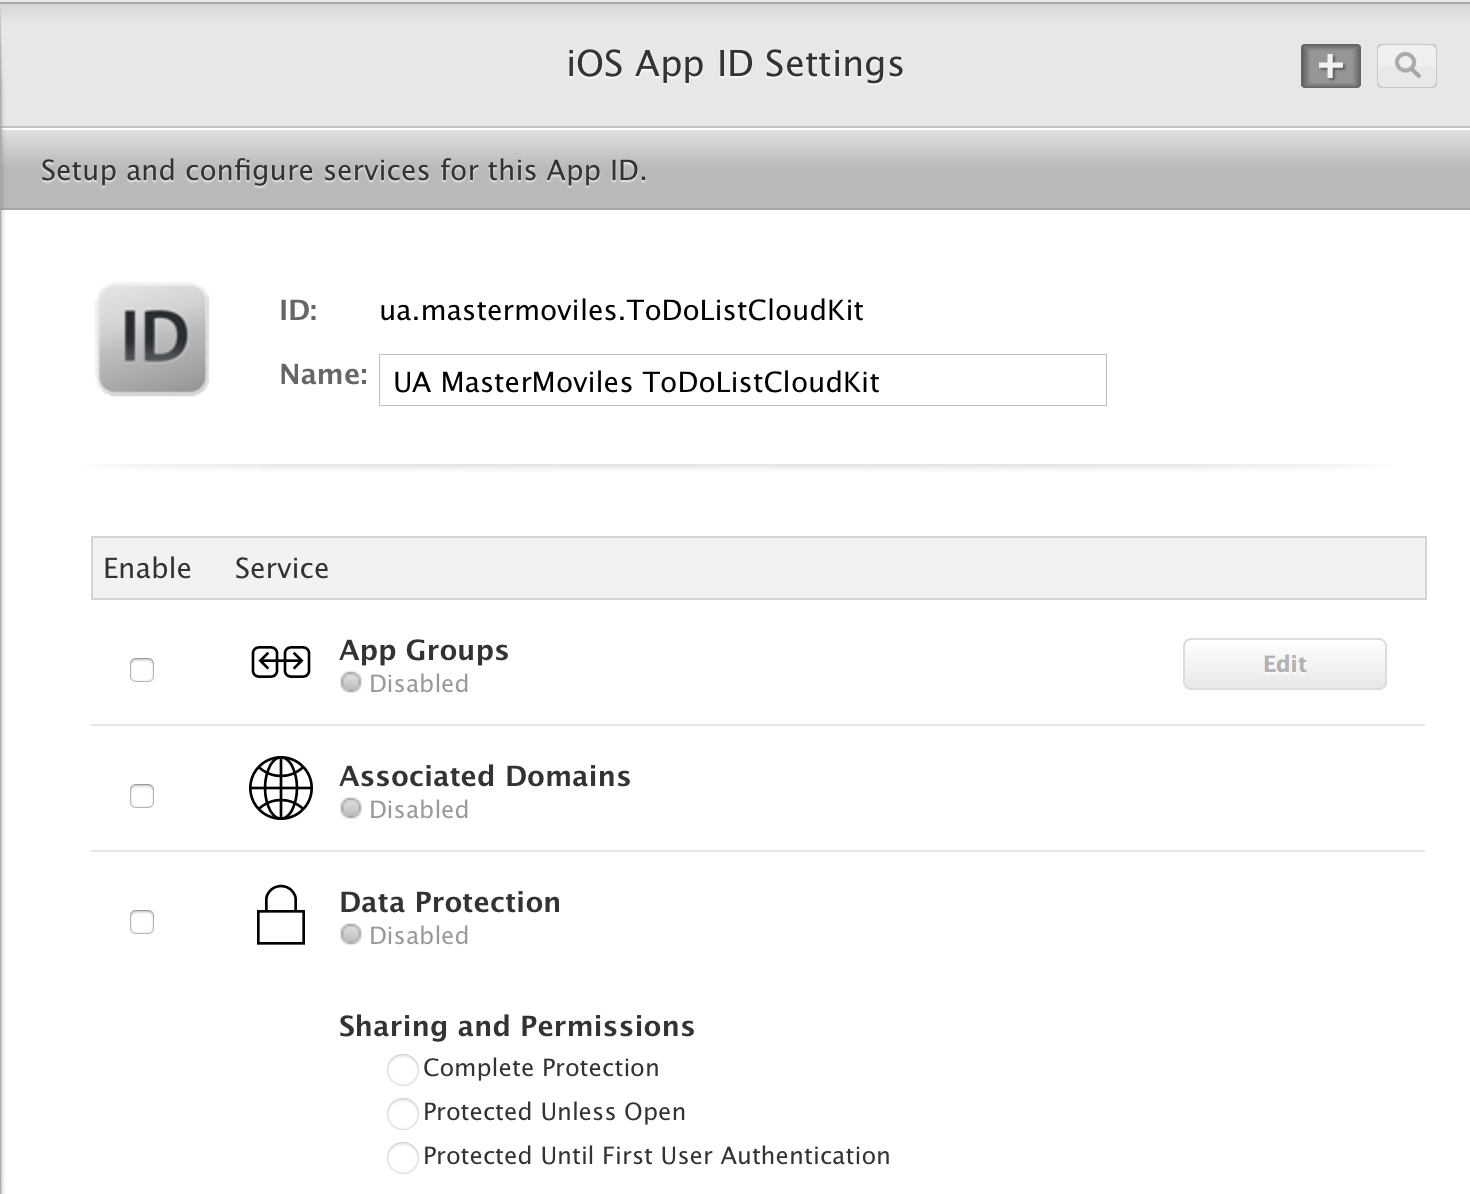 iOS App ID Settings
Setup and configure services for this App ID.
ID
ID: ua.mastermoviles.ToDoListCloudKit
Name: UA MasterMoviles ToDoListCloudKit
Enable Service
App Groups
Disabled
Edit
Associated Domains
Disabled
Data Protection
Disabled
Sharing and Permissions
Complete Protection
Protected Unless Open
Protected Until First User Authentication